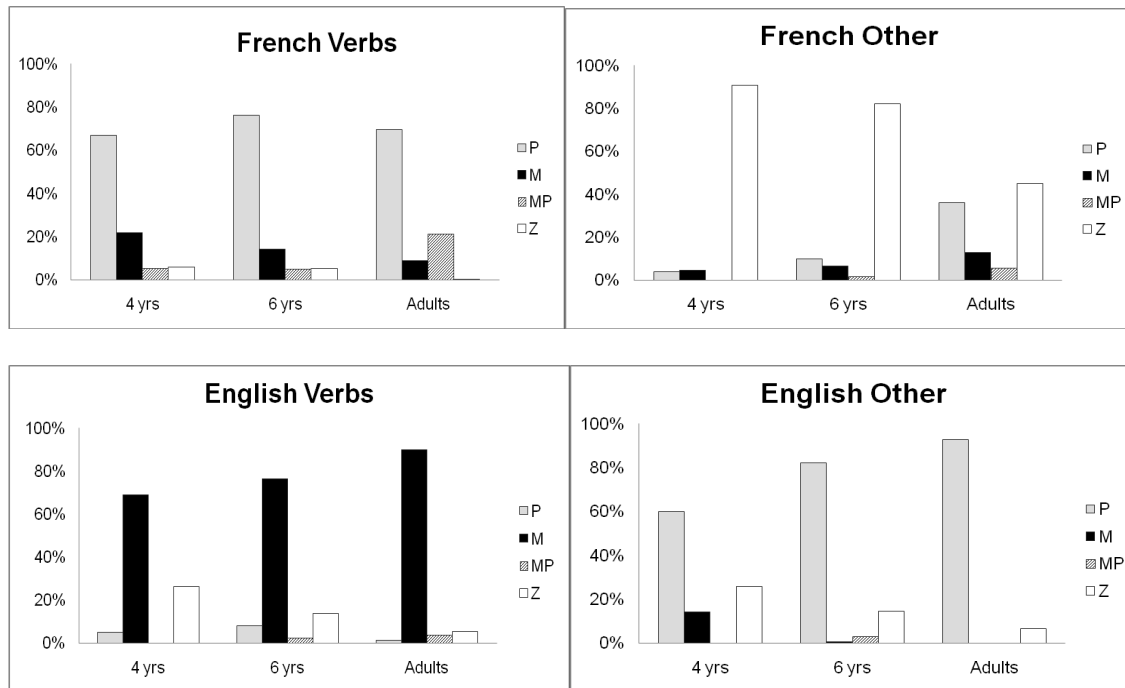 French Verbs
100%
80%
60%
40%
20%
0%
4 yrs 6 yrs Adults
P
M
MP
Z
French Other
100%
80%
60%
40%
20%
0%
4 yrs 6 yrs Adults
P
M
MP
Z
English Verbs
100%
80%
60%
40%
20%
0%
4 yrs 6 yrs Adults
P
M
MP
Z
English Other
100%
80%
60%
40%
20%
0%
4 yrs 6 yrs Adults
P
M
MP
Z